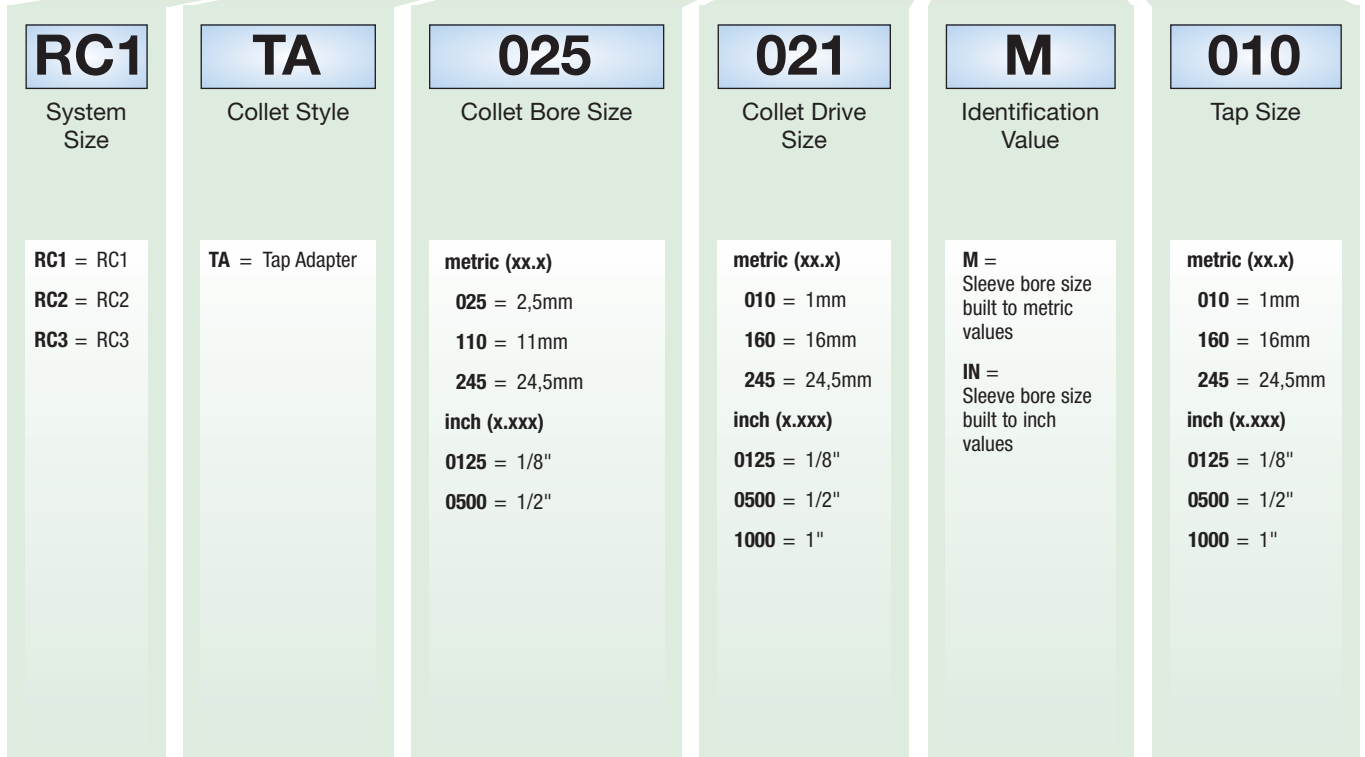 RC1
System
Size
RC1 = RC1
RC2 = RC2
RC3 = RC3
TA
Collet Style
TA = Tap Adapter
025
Collet Bore Size
metric (xx.x)
025 = 2,5mm
110 = 11mm
245 = 24,5mm
inch (x.xxx)
0125 = 1/8"
0500 = 1/2"
021
Collet Drive
Size
metric (xx.x)
010 = 1mm
160 = 16mm
245 = 24,5mm
inch (x.xxx)
0125 = 1/8"
0500 = 1/2"
1000 = 1"
M
Identification
Value
M =
Sleeve bore size
built to metric
values
IN =
Sleeve bore size
built to inch
values
010
Tap Size
metric (xx.x)
010 = 1mm
160 = 16mm
245 = 24,5mm
inch (x.xxx)
0125 = 1/8"
0500 = 1/2"
1000 = 1"